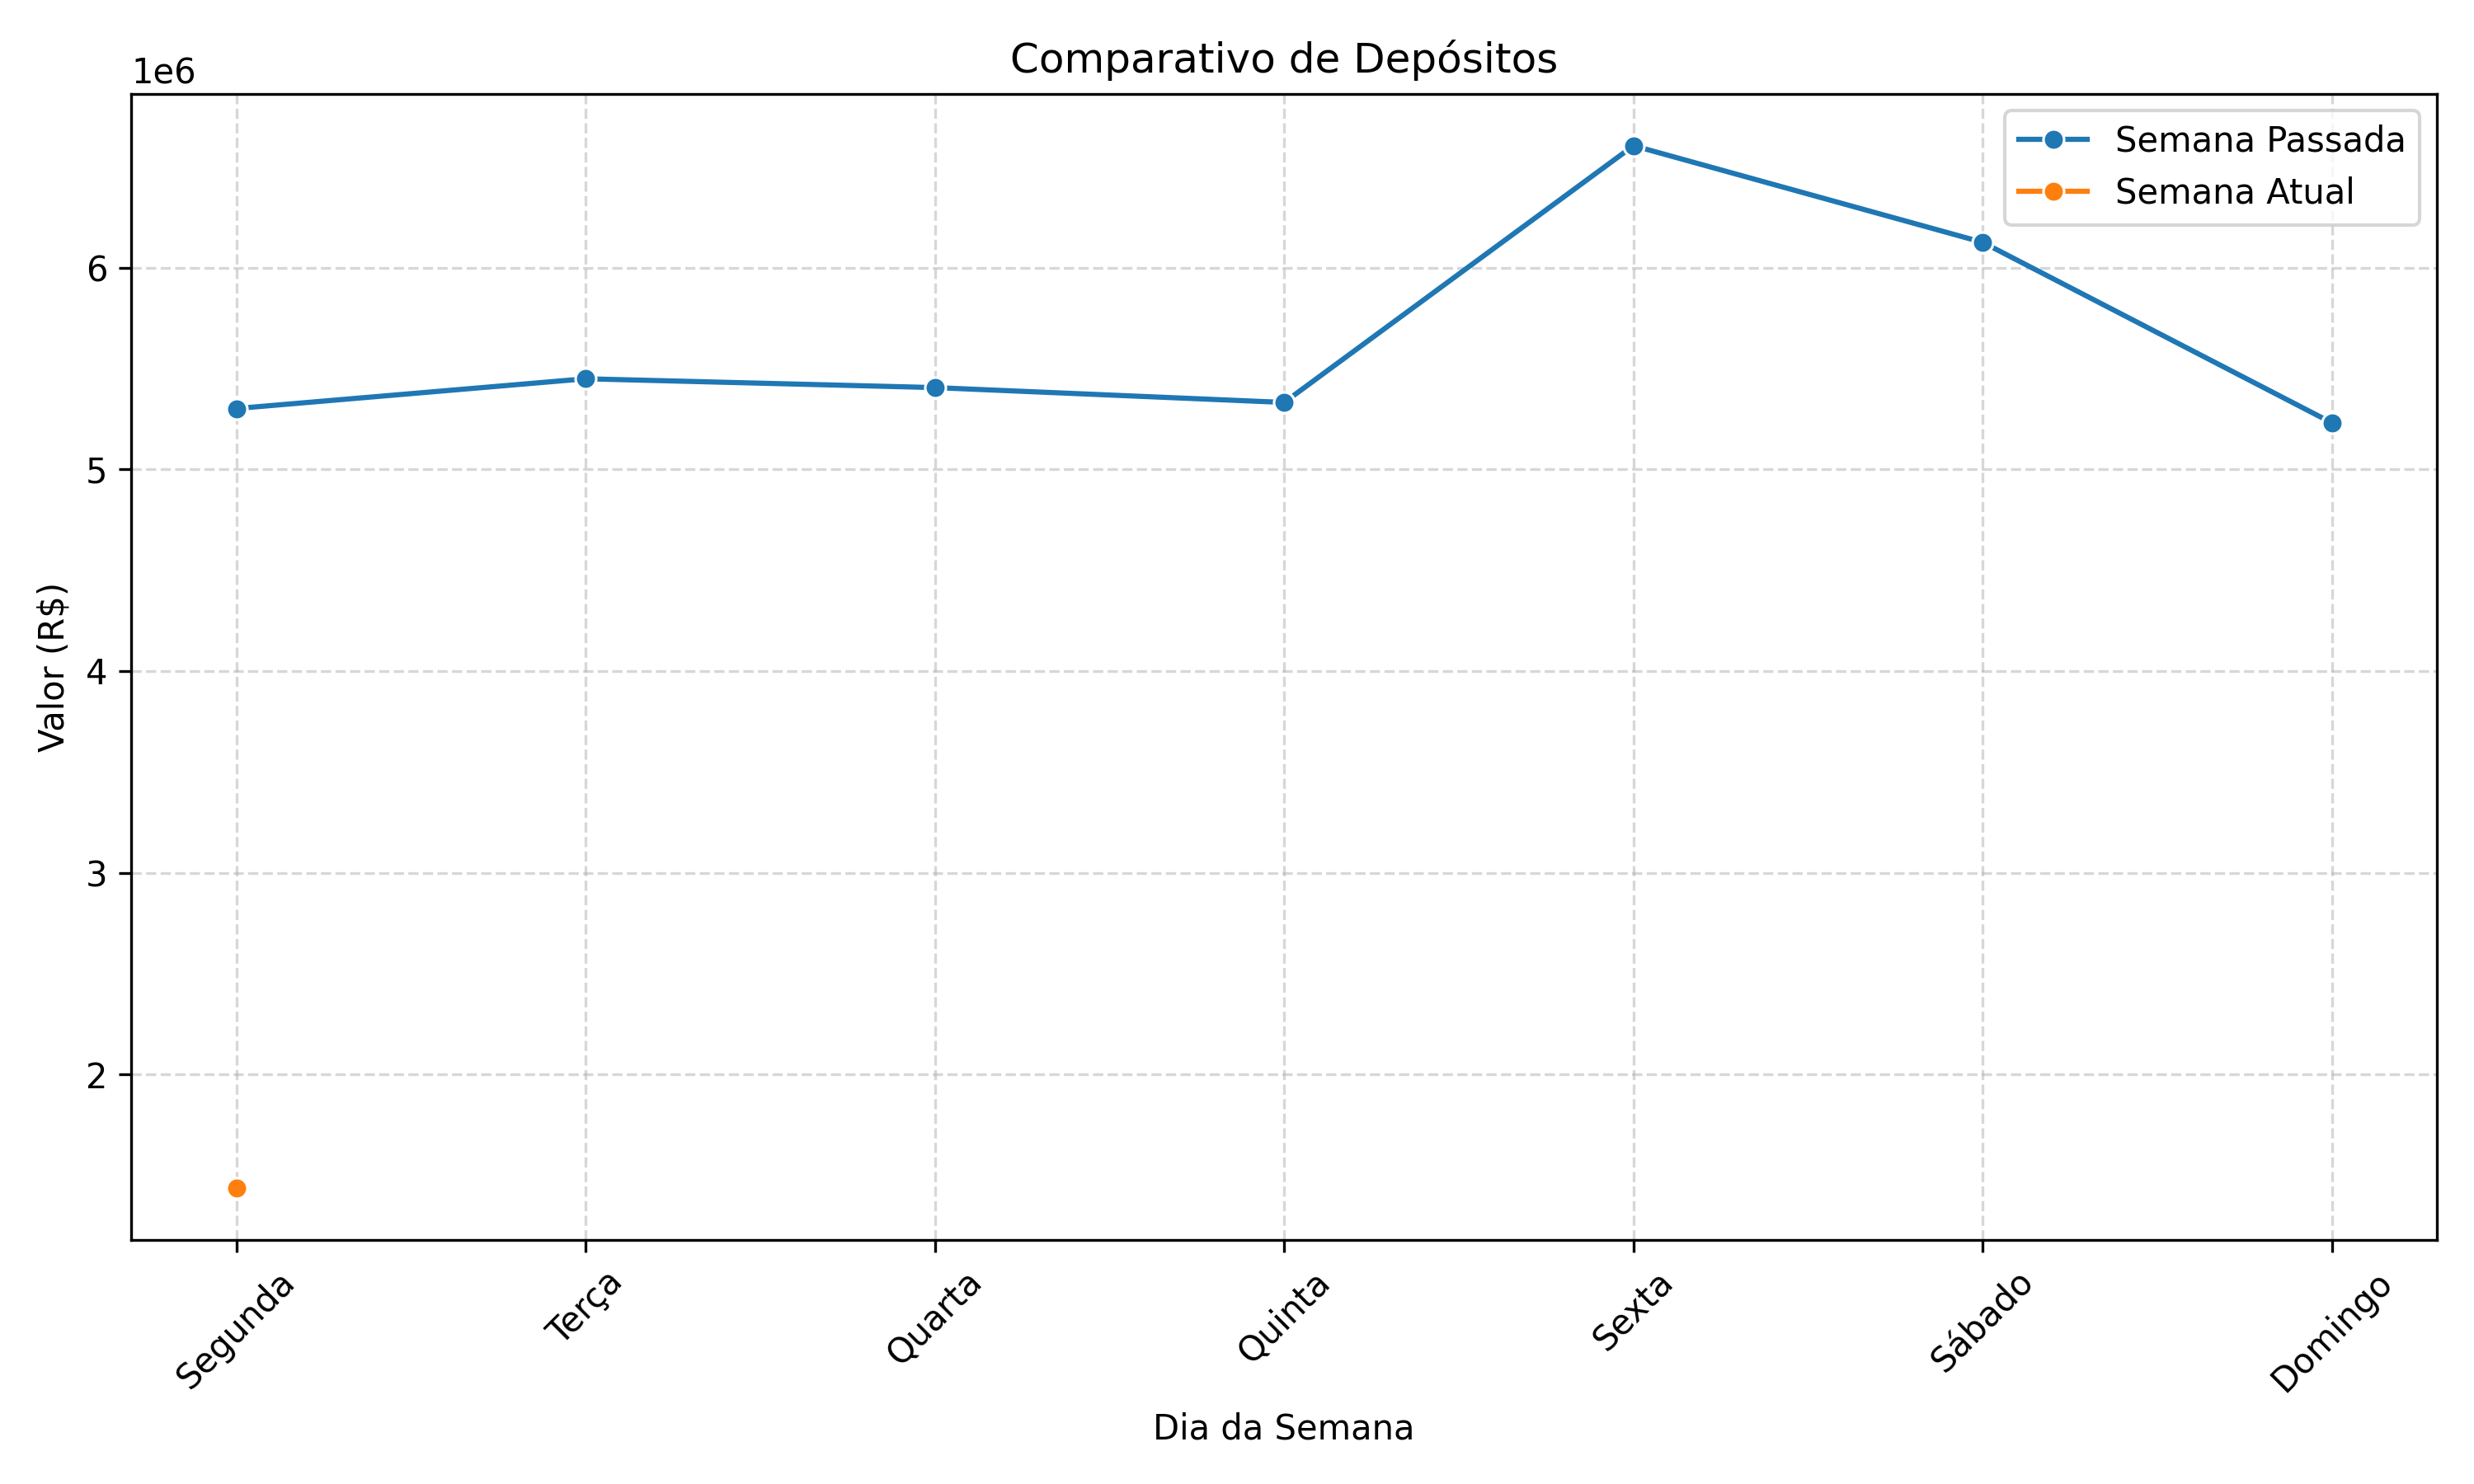 Comparativo de Depósitos
1e6
Semana Passada
Semana Atual
6
5
4
3
2
Valor (R$)
Segunda
Terça
Quarta
Quinta
Sexta
Sábado
Domingo
Dia da Semana